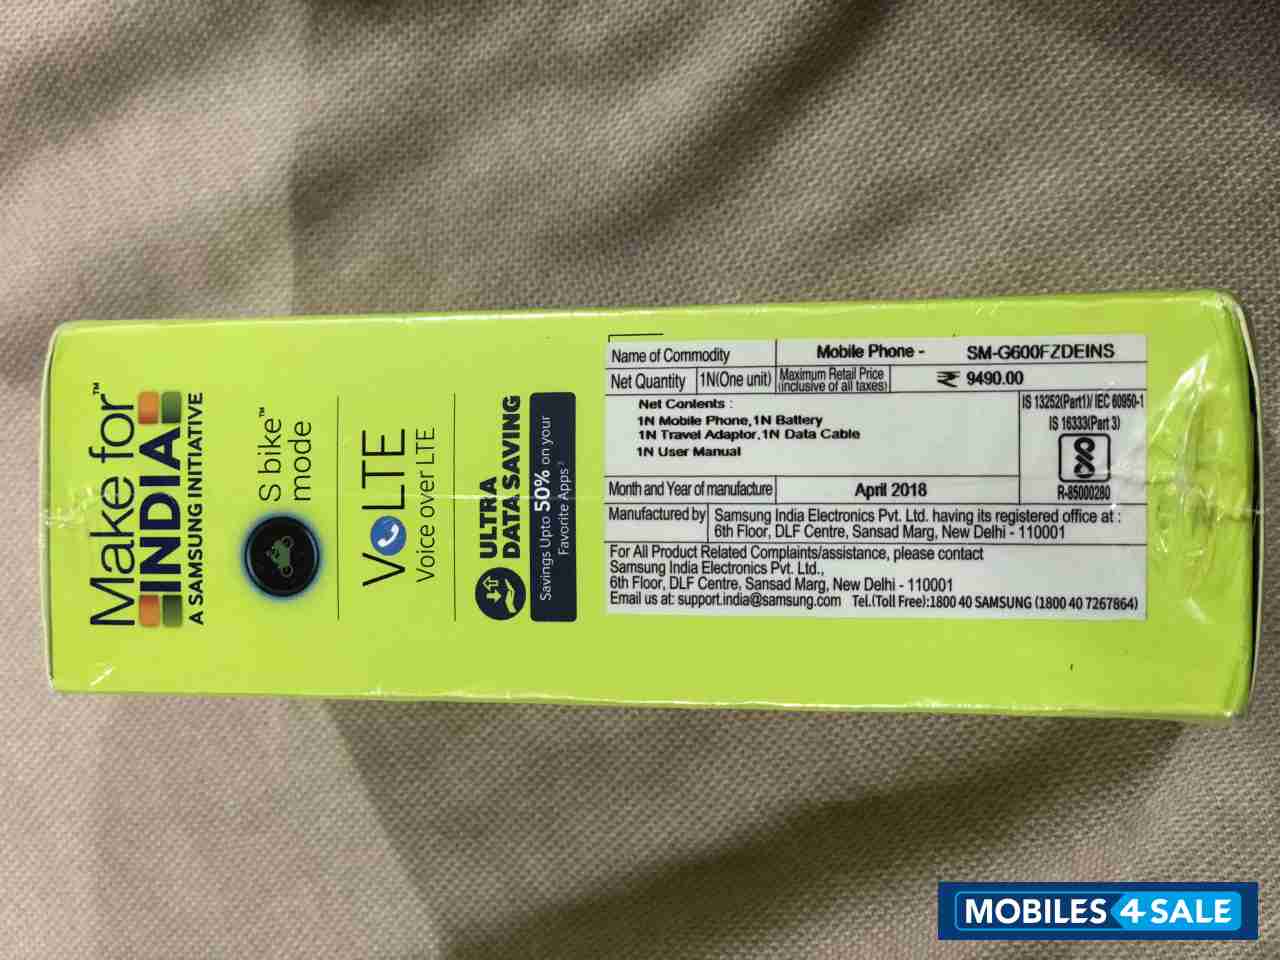 Make for™
INDIA
A SAMSUNG INITIATIVE
S bike™
mode
VoLTE
Voice over LTE
ULTRA
DATA SAVING
Savings Upto 50% on your
Favorite Apps
Name of Commodity Mobile Phone - SM-G600FZDEINS
Net Quantity 1N(One unit) Maximum Retail Price (inclusive of all taxes) ₹ 9490.00
Net Contents :
1N Mobile Phone,1N Battery
1N Travel Adaptor,1N Data Cable
1N User Manual
IS 13252(Part1)/ IEC 60950-1
IS 16333(Part 3)
R-85000280
Month and Year of manufacture April 2018
Manufactured by Samsung India Electronics Pvt. Ltd. having its registered office at :
6th Floor, DLF Centre, Sansad Marg, New Delhi - 110001
For All Product Related Complaints/assistance, please contact
Samsung India Electronics Pvt. Ltd.,
6th Floor, DLF Centre, Sansad Marg, New Delhi - 110001
Email us at: support.india@samsung.com Tel.(Toll Free):1800 40 SAMSUNG (1800 40 7267864)
MOBILES 4 SALE